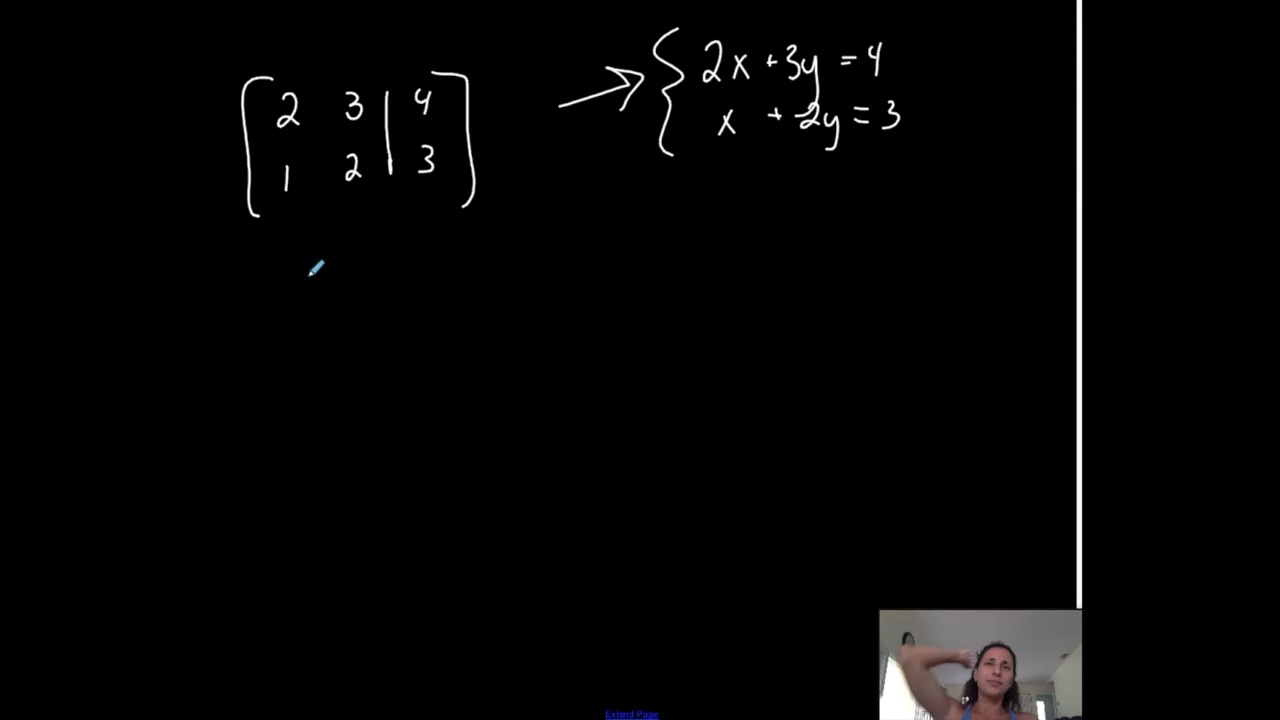 2 3 | 4
1 2 | 3
2x + 3y = 4
x + 2y = 3
Extend Page